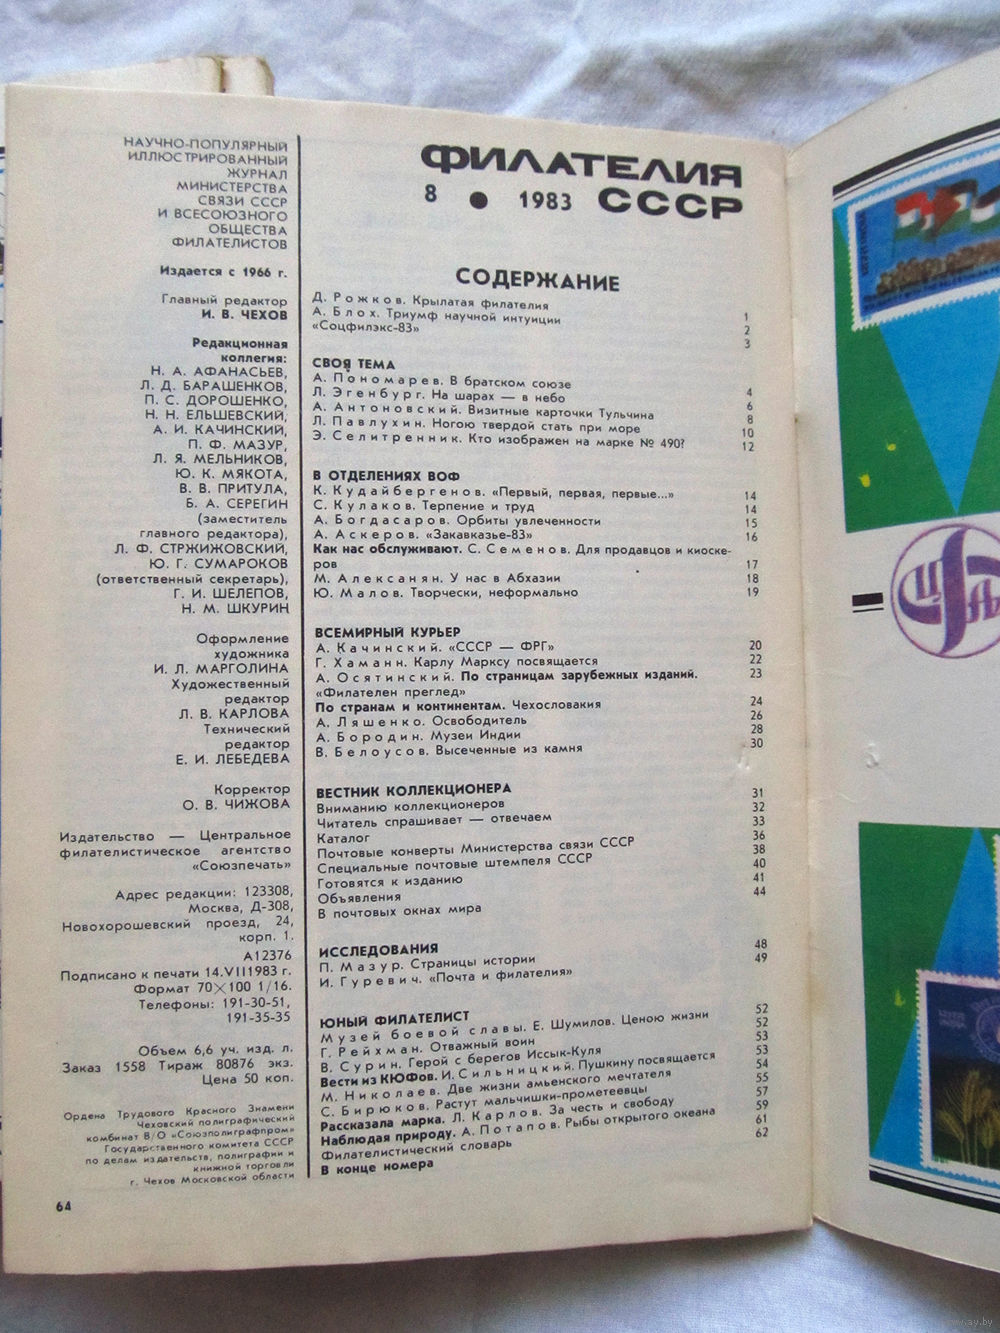 НАУЧНО-ПОПУЛЯРНЫЙ
ИЛЛЮСТРИРОВАННЫЙ
ЖУРНАЛ
МИНИСТЕРСТВА
СВЯЗИ СССР
И ВСЕСОЮЗНОГО
ОБЩЕСТВА
ФИЛАТЕЛИСТОВ
Издается с 1966 г.
Главный редактор
И. В. ЧЕХОВ
Редакционная
коллегия:
Н. А. АФАНАСЬЕВ,
Л. Д. БАРАШЕНКОВ,
П. С. ДОРОШЕНКО,
Н. Н. ЕЛЬШЕВСКИЙ,
А. И. КАЧИНСКИЙ,
П. Ф. МАЗУР,
Л. Я. МЕЛЬНИКОВ,
Ю. К. МЯКОТА,
В. В. ПРИТУЛА,
Б. А. СЕРЕГИН
(заместитель
главного редактора),
Л. Ф. СТРЖИЖОВСКИЙ,
Ю. Г. СУМАРОКОВ
(ответственный секретарь),
Г. И. ШЕЛЕПОВ,
Н. М. ШКУРИН
Оформление
художника
И. Л. МАРГОЛИНА
Художественный
редактор
Л. В. КАРЛОВА
Технический
редактор
Е. И. ЛЕБЕДЕВА
Корректор
О. В. ЧИЖОВА
Издательство — Центральное
филателистическое агентство
«Союзпечать»
Адрес редакции: 123308,
Москва, Д-308,
Новохорошевский проезд, 24,
корп. 1.
А12376
Подписано к печати 14.VII1983 г.
Формат 70×100 1/16.
Телефоны: 191-30-51,
191-35-35
Объем 6,6 уч. изд. л.
Заказ 1558 Тираж 80876 экз.
Цена 50 коп.
Ордена Трудового Красного Знамени
Чеховский полиграфический
комбинат В/О «Союзполиграфпром»
Государственного комитета СССР
по делам издательств, полиграфии и
книжной торговли
г. Чехов Московской области
64
ФИЛАТЕЛИЯ
8 ● 1983 СССР
СОДЕРЖАНИЕ
Д. Рожков. Крылатая филателия 1
А. Блох. Триумф научной интуиции 2
«Соцфилэкс-83» 3
СВОЯ ТЕМА
А. Пономарев. В братском союзе 4
Л. Эгенбург. На шарах — в небо 6
А. Антоновский. Визитные карточки Тульчина 8
Л. Павлухин. Ногою твердой стать при море 10
Э. Селитренник. Кто изображен на марке № 490? 12
В ОТДЕЛЕНИЯХ ВОФ
К. Кудайбергенов. «Первый, первая, первые...» 14
С. Кулаков. Терпение и труд 14
А. Богдасаров. Орбиты увлеченности 15
А. Аскеров. «Закавказье-83» 16
Как нас обслуживают. С. Семенов. Для продавцов и киоске-
ров 17
М. Алексанян. У нас в Абхазии 18
Ю. Малов. Творчески, неформально 19
ВСЕМИРНЫЙ КУРЬЕР
А. Качинский. «СССР — ФРГ» 20
Г. Хаманн. Карлу Марксу посвящается 22
А. Осятинский. По страницам зарубежных изданий. 23
«Филателен преглед»
По странам и континентам. Чехословакия 24
А. Ляшенко. Освободитель 26
А. Бородин. Музеи Индии 28
В. Белоусов. Высеченные из камня 30
ВЕСТНИК КОЛЛЕКЦИОНЕРА
Вниманию коллекционеров 31
Читатель спрашивает — отвечаем 32
Каталог 33
Почтовые конверты Министерства связи СССР 36
Специальные почтовые штемпеля СССР 38
Готовятся к изданию 40
Объявления 41
В почтовых окнах мира 44
ИССЛЕДОВАНИЯ
П. Мазур. Страницы истории 48
И. Гуревич. «Почта и филателия» 49
ЮНЫЙ ФИЛАТЕЛИСТ
Музей боевой славы. Е. Шумилов. Ценою жизни 52
Г. Рейхман. Отважный воин 52
В. Сурин. Герой с берегов Иссык-Куля 53
Вести из КЮФов. И. Сильницкий. Пушкину посвящается 53
М. Николаев. Две жизни амьенского мечтателя 54
С. Бирюков. Растут мальчишки-прометеевцы 55
Рассказала марка. Л. Карлов. За честь и свободу 57
Наблюдая природу. А. Потапов. Рыбы открытого океана 59
Филателистический словарь 61
В конце номера 62
ЦФА
ay.by